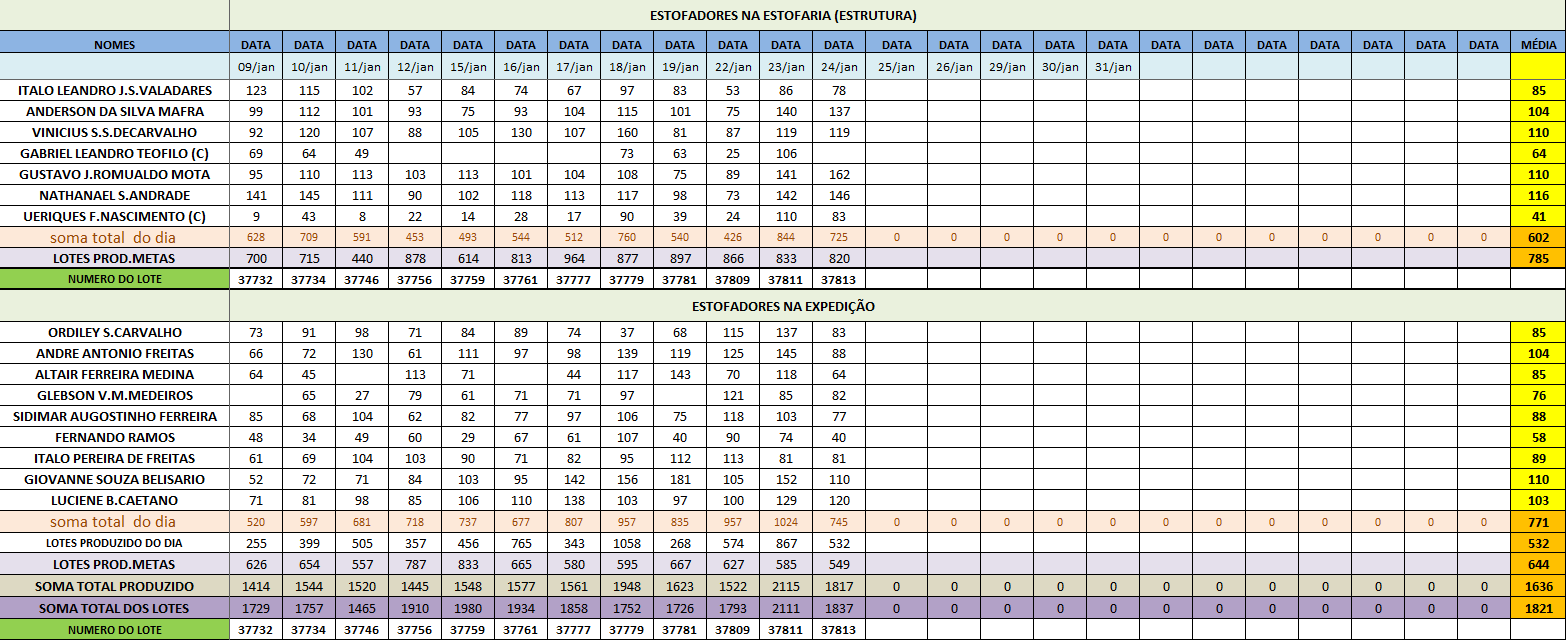 ESTOFADORES NA ESTOFARIA (ESTRUTURA)
NOMES DATA DATA DATA DATA DATA DATA DATA DATA DATA DATA DATA DATA DATA DATA DATA DATA DATA DATA DATA DATA DATA DATA DATA DATA MÉDIA
09/jan 10/jan 11/jan 12/jan 15/jan 16/jan 17/jan 18/jan 19/jan 22/jan 23/jan 24/jan 25/jan 26/jan 29/jan 30/jan 31/jan
ITALO LEANDRO J.S.VALADARES 123 115 102 57 84 74 67 97 83 53 86 78 85
ANDERSON DA SILVA MAFRA 99 112 101 93 75 93 104 115 101 75 140 137 104
VINICIUS S.S.DECARVALHO 92 120 107 88 105 130 107 160 81 87 119 119 110
GABRIEL LEANDRO TEOFILO (C) 69 64 49 73 63 25 106 64
GUSTAVO J.ROMUALDO MOTA 95 110 113 103 113 101 104 108 75 89 141 162 110
NATHANAEL S.ANDRADE 141 145 111 90 102 118 113 117 98 73 142 146 116
UERIQUES F.NASCIMENTO (C) 9 43 8 22 14 28 17 90 39 24 110 83 41
soma total do dia 628 709 591 453 493 544 512 760 540 426 844 725 0 0 0 0 0 0 0 0 0 0 0 0 602
LOTES PROD.METAS 700 715 440 878 614 813 964 877 897 866 833 820 785
NUMERO DO LOTE 37732 37734 37746 37756 37759 37761 37777 37779 37781 37809 37811 37813
ESTOFADORES NA EXPEDIÇÃO
ORDILEY S.CARVALHO 73 91 98 71 84 89 74 37 68 115 137 83 85
ANDRE ANTONIO FREITAS 66 72 130 61 111 97 98 139 119 125 145 88 104
ALTAIR FERREIRA MEDINA 64 45 113 71 44 117 143 70 118 64 85
GLEBSON V.M.MEDEIROS 65 27 79 61 71 71 97 121 85 82 76
SIDIMAR AUGOSTINHO FERREIRA 85 68 104 62 82 77 97 106 75 118 103 77 88
FERNANDO RAMOS 48 34 49 60 29 67 61 107 40 90 74 40 58
ITALO PEREIRA DE FREITAS 61 69 104 103 90 71 82 95 112 113 81 81 89
GIOVANNE SOUZA BELISARIO 52 72 71 84 103 95 142 156 181 105 152 110 110
LUCIENE B.CAETANO 71 81 98 85 106 110 138 103 97 100 129 120 103
soma total do dia 520 597 681 718 737 677 807 957 835 957 1024 745 0 0 0 0 0 0 0 0 0 0 0 0 771
LOTES PRODUZIDO DO DIA 255 399 505 357 456 765 343 1058 268 574 867 532 532
LOTES PROD.METAS 626 654 557 787 833 665 580 595 667 627 585 549 644
SOMA TOTAL PRODUZIDO 1414 1544 1520 1445 1548 1577 1561 1948 1623 1522 2115 1817 0 0 0 0 0 0 0 0 0 0 0 0 1636
SOMA TOTAL DOS LOTES 1729 1757 1465 1910 1980 1934 1858 1752 1726 1793 2111 1837 0 0 0 0 0 0 0 0 0 0 0 0 1821
NUMERO DO LOTE 37732 37734 37746 37756 37759 37761 37777 37779 37781 37809 37811 37813